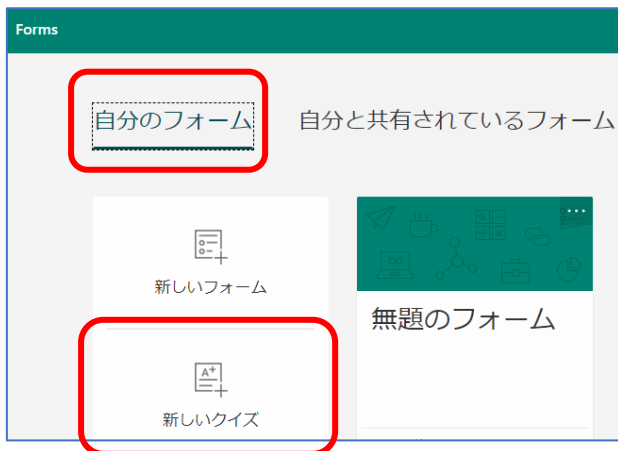 Forms
自分のフォーム
自分と共有されているフォーム
新しいフォーム
無題のフォーム
新しいクイズ